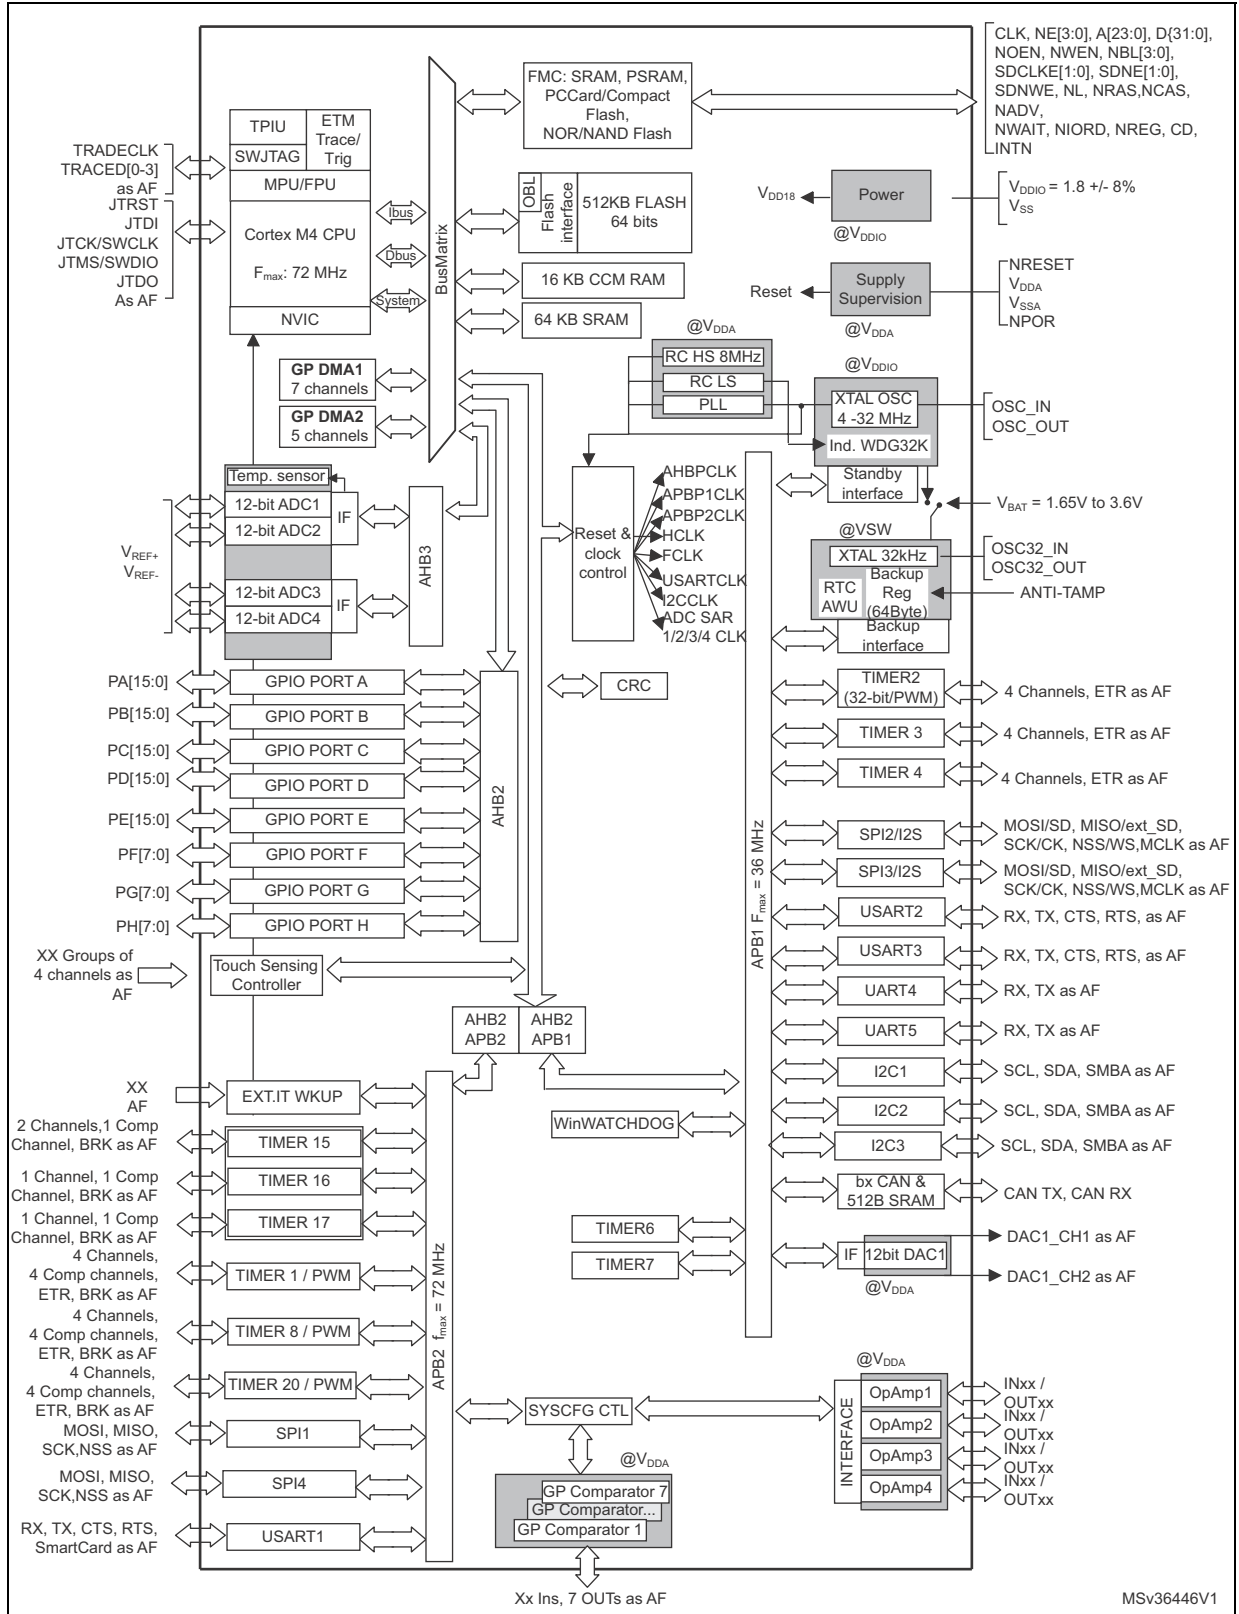 CLK, NE[3:0], A[23:0], D{31:0},
NOEN, NWEN, NBL[3:0],
SDCLKE[1:0], SDNE[1:0],
SDNWE, NL, NRAS,NCAS,
NADV,
NWAIT, NIORD, NREG, CD,
INTN
FMC: SRAM, PSRAM,
PCCard/Compact
Flash,
NOR/NAND Flash
TPIU
ETM
Trace/
Trig
SWJTAG
MPU/FPU
Cortex M4 CPU
Fmax: 72 MHz
NVIC
TRADECLK
TRACED[0-3]
as AF
JTRST
JTDI
JTCK/SWCLK
JTMS/SWDIO
JTDO
As AF
Ibus
Dbus
System
BusMatrix
OBL
Flash
interface
512KB FLASH
64 bits
16 KB CCM RAM
64 KB SRAM
VDD18
Power
@VDDIO
VDDIO = 1.8 +/- 8%
VSS
Reset
Supply
Supervision
@VDDA
NRESET
VDDA
VSSA
NPOR
@VDDA
RC HS 8MHz
RC LS
PLL
@VDDIO
XTAL OSC
4 -32 MHz
Ind. WDG32K
OSC_IN
OSC_OUT
Standby
interface
VBAT = 1.65V to 3.6V
@VSW
XTAL 32kHz
OSC32_IN
OSC32_OUT
RTC
AWU
Backup
Reg
(64Byte)
ANTI-TAMP
Backup
interface
GP DMA1
7 channels
GP DMA2
5 channels
Temp. sensor
12-bit ADC1
12-bit ADC2
IF
VREF+
VREF-
12-bit ADC3
12-bit ADC4
IF
AHB3
Reset &
clock
control
AHBPCLK
APBP1CLK
APBP2CLK
HCLK
FCLK
USARTCLK
I2CCLK
ADC SAR
1/2/3/4 CLK
CRC
PA[15:0]
GPIO PORT A
PB[15:0]
GPIO PORT B
PC[15:0]
GPIO PORT C
PD[15:0]
GPIO PORT D
PE[15:0]
GPIO PORT E
PF[7:0]
GPIO PORT F
PG[7:0]
GPIO PORT G
PH[7:0]
GPIO PORT H
AHB2
XX Groups of
4 channels as
AF
Touch Sensing
Controller
AHB2
APB2
AHB2
APB1
APB1 Fmax = 36 MHz
TIMER2
(32-bit/PWM)
4 Channels, ETR as AF
TIMER 3
4 Channels, ETR as AF
TIMER 4
4 Channels, ETR as AF
SPI2/I2S
MOSI/SD, MISO/ext_SD,
SCK/CK, NSS/WS,MCLK as AF
SPI3/I2S
MOSI/SD, MISO/ext_SD,
SCK/CK, NSS/WS,MCLK as AF
USART2
RX, TX, CTS, RTS, as AF
USART3
RX, TX, CTS, RTS, as AF
UART4
RX, TX as AF
UART5
RX, TX as AF
I2C1
SCL, SDA, SMBA as AF
I2C2
SCL, SDA, SMBA as AF
I2C3
SCL, SDA, SMBA as AF
bx CAN &
512B SRAM
CAN TX, CAN RX
IF
12bit DAC1
@VDDA
DAC1_CH1 as AF
DAC1_CH2 as AF
WinWATCHDOG
TIMER6
TIMER7
XX
AF
EXT.IT WKUP
2 Channels,1 Comp
Channel, BRK as AF
TIMER 15
1 Channel, 1 Comp
Channel, BRK as AF
TIMER 16
1 Channel, 1 Comp
Channel, BRK as AF
TIMER 17
4 Channels,
4 Comp channels,
ETR, BRK as AF
TIMER 1 / PWM
4 Channels,
4 Comp channels,
ETR, BRK as AF
TIMER 8 / PWM
4 Channels,
4 Comp channels,
ETR, BRK as AF
TIMER 20 / PWM
MOSI, MISO,
SCK,NSS as AF
SPI1
MOSI, MISO,
SCK,NSS as AF
SPI4
RX, TX, CTS, RTS,
SmartCard as AF
USART1
APB2 fmax = 72 MHz
SYSCFG CTL
@VDDA
GP Comparator 7
GP Comparator...
GP Comparator 1
Xx Ins, 7 OUTs as AF
@VDDA
INTERFACE
OpAmp1
INxx /
OUTxx
OpAmp2
INxx /
OUTxx
OpAmp3
INxx /
OUTxx
OpAmp4
INxx /
OUTxx
MSv36446V1